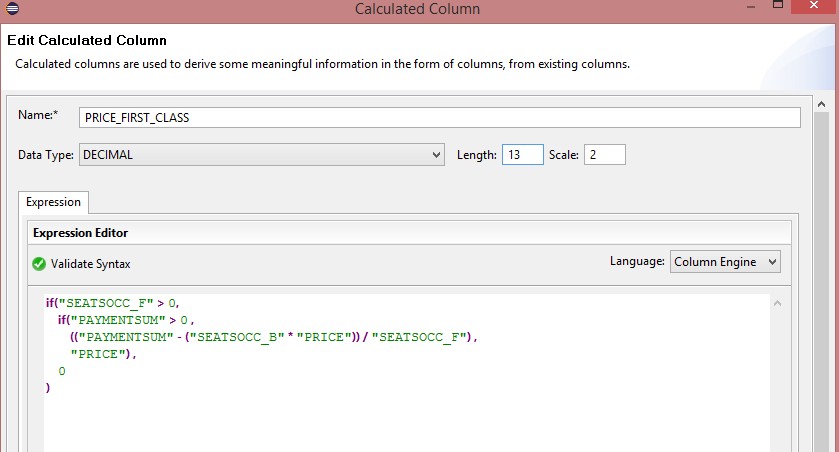 Calculated Column
Edit Calculated Column
Calculated columns are used to derive some meaningful information in the form of columns, from existing columns.
Name:* PRICE_FIRST_CLASS
Data Type: DECIMAL Length: 13 Scale: 2
Expression
Expression Editor
Validate Syntax Language: Column Engine
if("SEATSOCC_F" > 0,
if("PAYMENTSUM" > 0 ,
(("PAYMENTSUM" - ("SEATSOCC_B" * "PRICE")) / "SEATSOCC_F") ,
"PRICE") ,
0
)